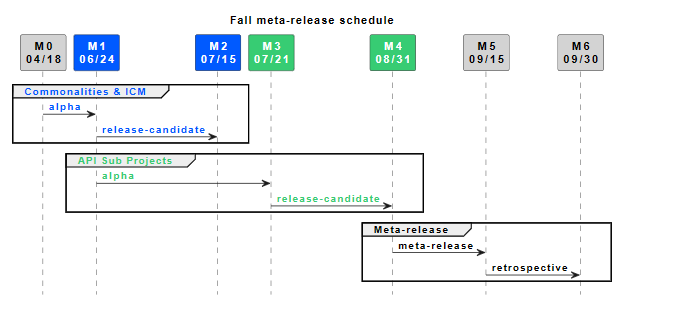 Fall meta-release schedule
M0 M1 M2 M3 M4 M5 M6
04/18 06/24 07/15 07/21 08/31 09/15 09/30
Commonalities & ICM
alpha
release-candidate
API Sub Projects
alpha
release-candidate
Meta-release
meta-release
retrospective